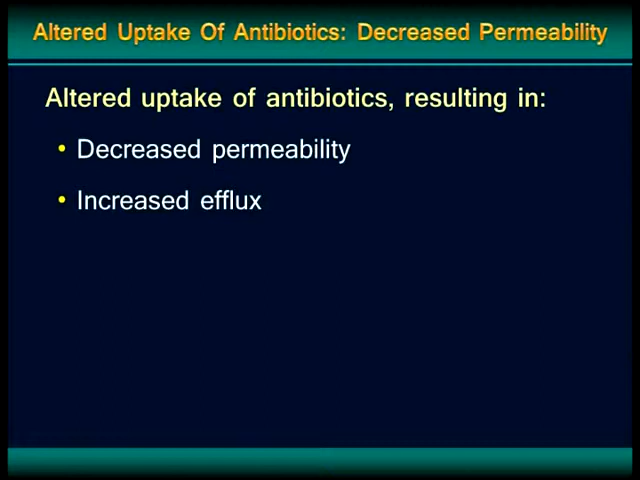 Altered Uptake Of Antibiotics: Decreased Permeability
Altered uptake of antibiotics, resulting in:
• Decreased permeability
• Increased efflux